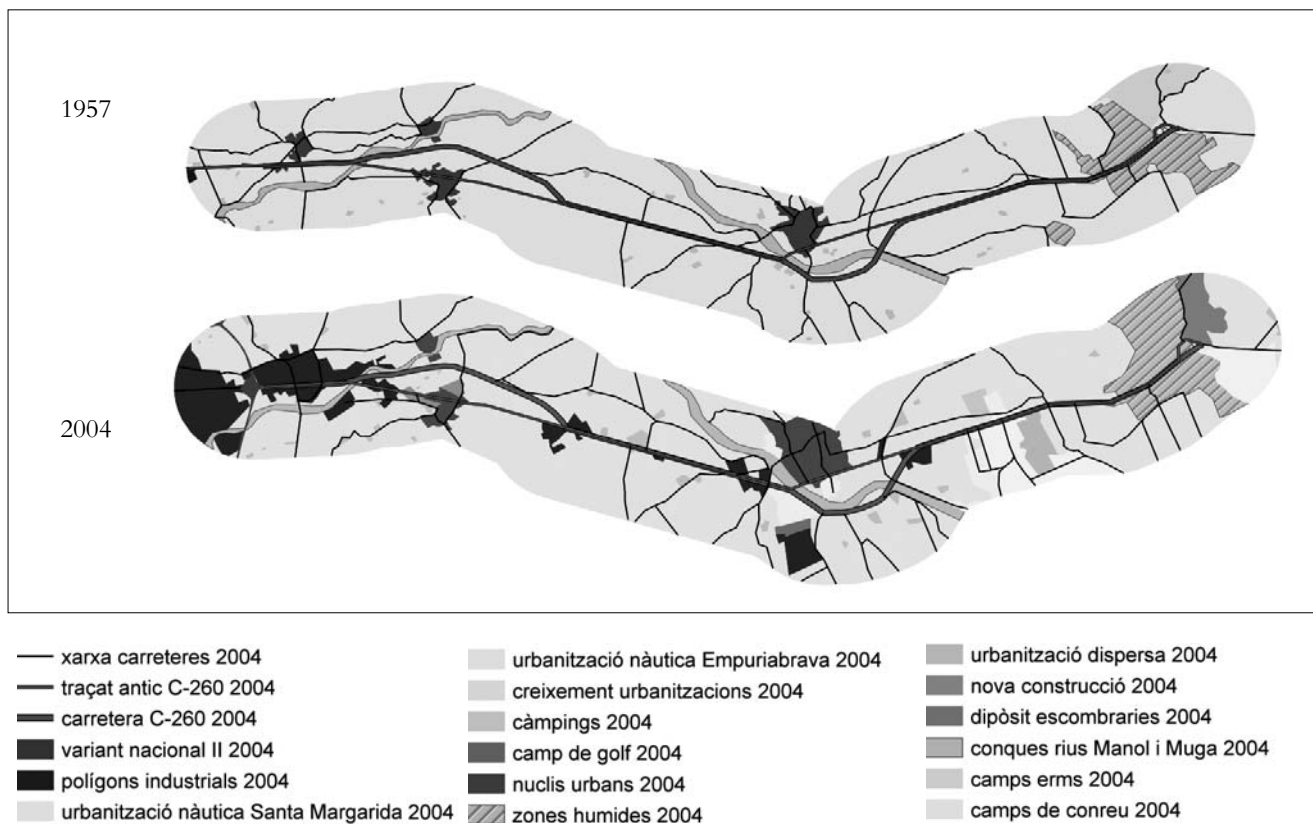 1957
2004
xarxa carreteres 2004
traçat antic C-260 2004
carretera C-260 2004
variant nacional II 2004
polígons industrials 2004
urbanització nàutica Santa Margarida 2004
urbanització nàutica Empuriabrava 2004
creixement urbanitzacions 2004
càmpings 2004
camp de golf 2004
nuclis urbans 2004
zones humides 2004
urbanització dispersa 2004
nova construcció 2004
dipòsit escombraries 2004
conques rius Manol i Muga 2004
camps erms 2004
camps de conreu 2004